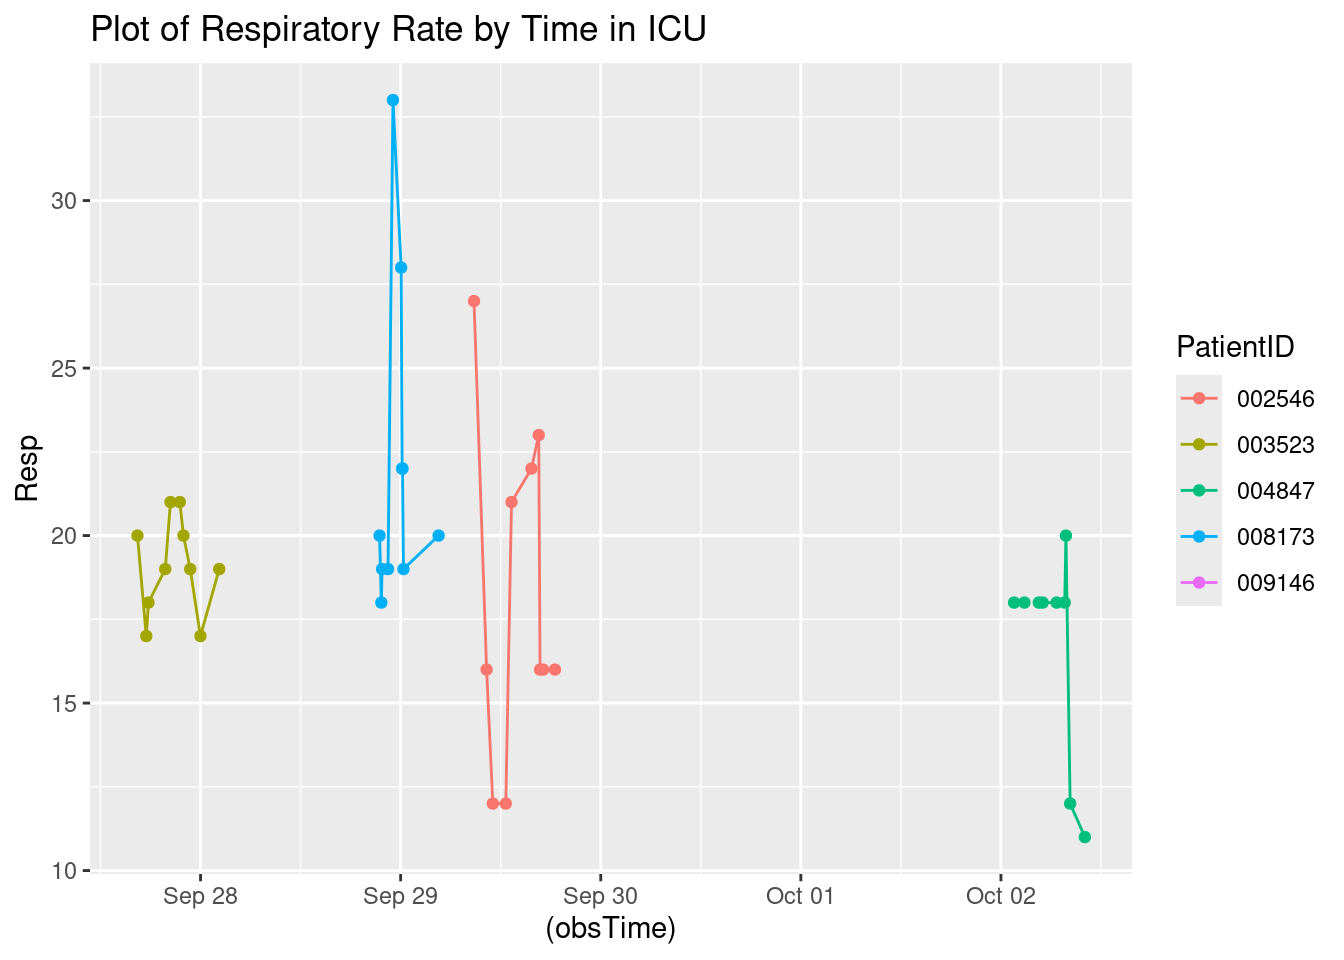 Plot of Respiratory Rate by Time in ICU
Resp
30
25
20
15
10
Sep 28
Sep 29
Sep 30
Oct 01
Oct 02
(obsTime)
PatientID
002546
003523
004847
008173
009146